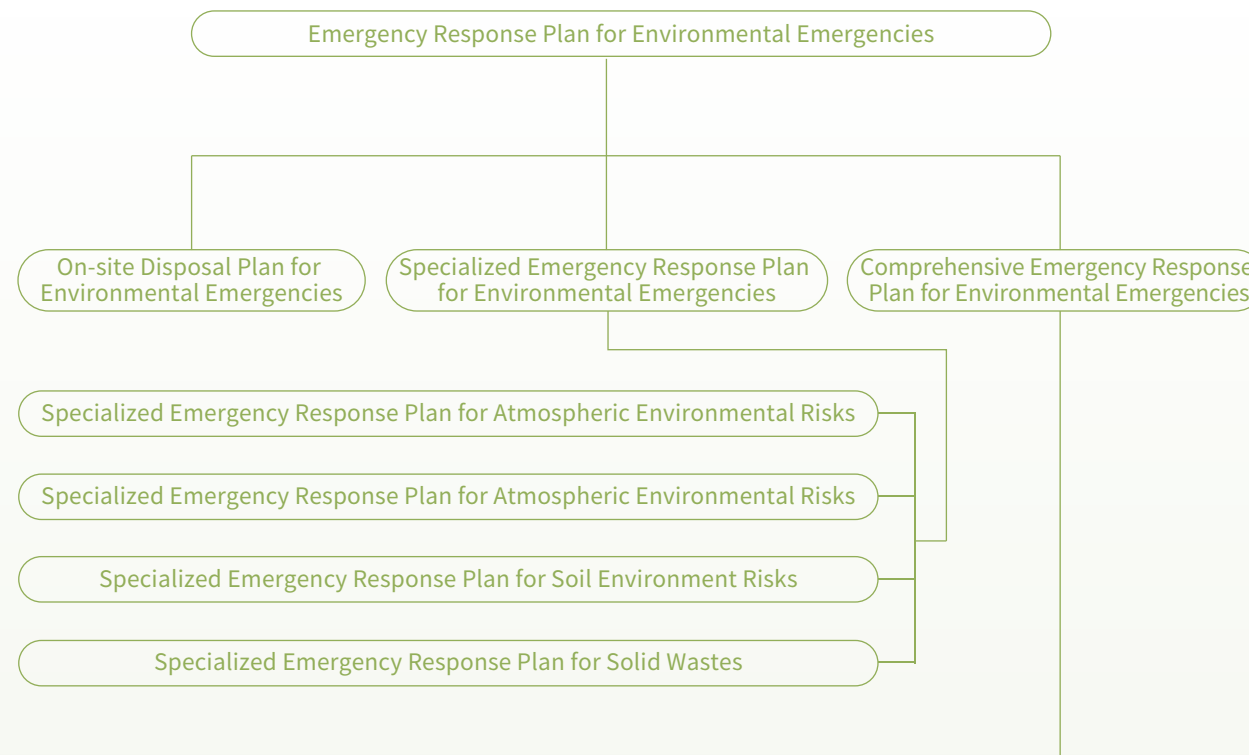 Emergency Response Plan for Environmental Emergencies
On-site Disposal Plan for
Environmental Emergencies
Specialized Emergency Response Plan
for Environmental Emergencies
Comprehensive Emergency Response
Plan for Environmental Emergencies
Specialized Emergency Response Plan for Atmospheric Environmental Risks
Specialized Emergency Response Plan for Atmospheric Environmental Risks
Specialized Emergency Response Plan for Soil Environment Risks
Specialized Emergency Response Plan for Solid Wastes